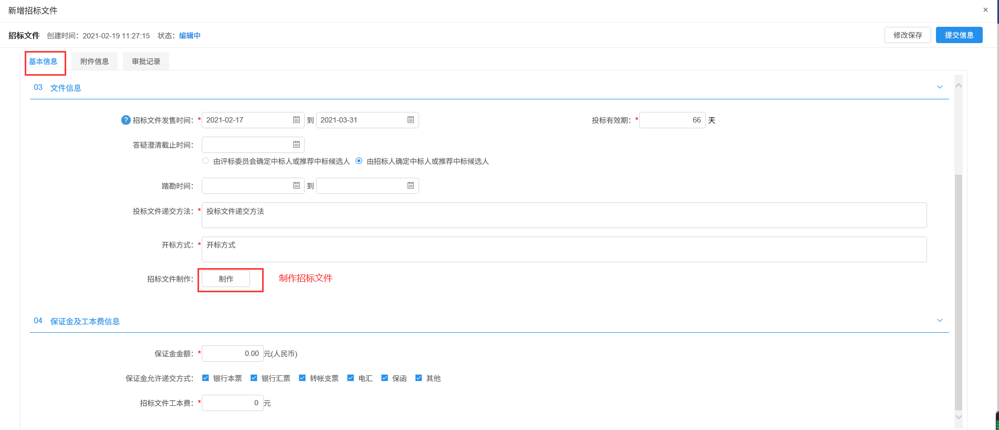 新增招标文件
×
招标文件 创建时间：2021-02-19 11:27:15 状态：编辑中 修改保存 提交信息
基本信息 附件信息 审批记录
03 文件信息
? 招标文件发售时间：* 2021-02-17 到 2021-03-31 投标有效期：* 66 天
答疑澄清截止时间：
由评标委员会确定中标人或推荐中标候选人 由招标人确定中标人或推荐中标候选人
踏勘时间： 到
投标文件递交方法：* 投标文件递交方法
开标方式：* 开标方式
招标文件制作： 制作 制作招标文件
04 保证金及工本费信息
保证金金额：* 0.00 元(人民币)
保证金允许递交方式： 银行本票 银行汇票 转帐支票 电汇 保函 其他
招标文件工本费：* 0 元